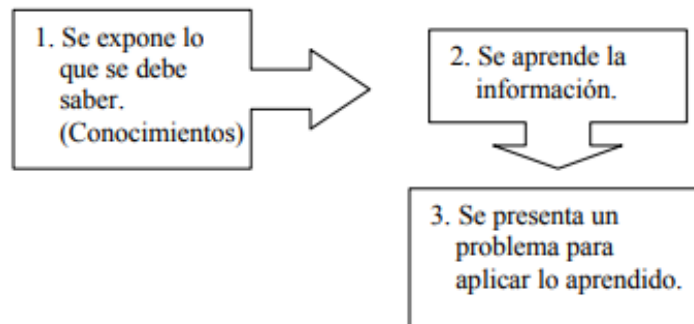 1. Se expone lo
que se debe
saber.
(Conocimientos)
2. Se aprende la
información.
3. Se presenta un
problema para
aplicar lo aprendido.